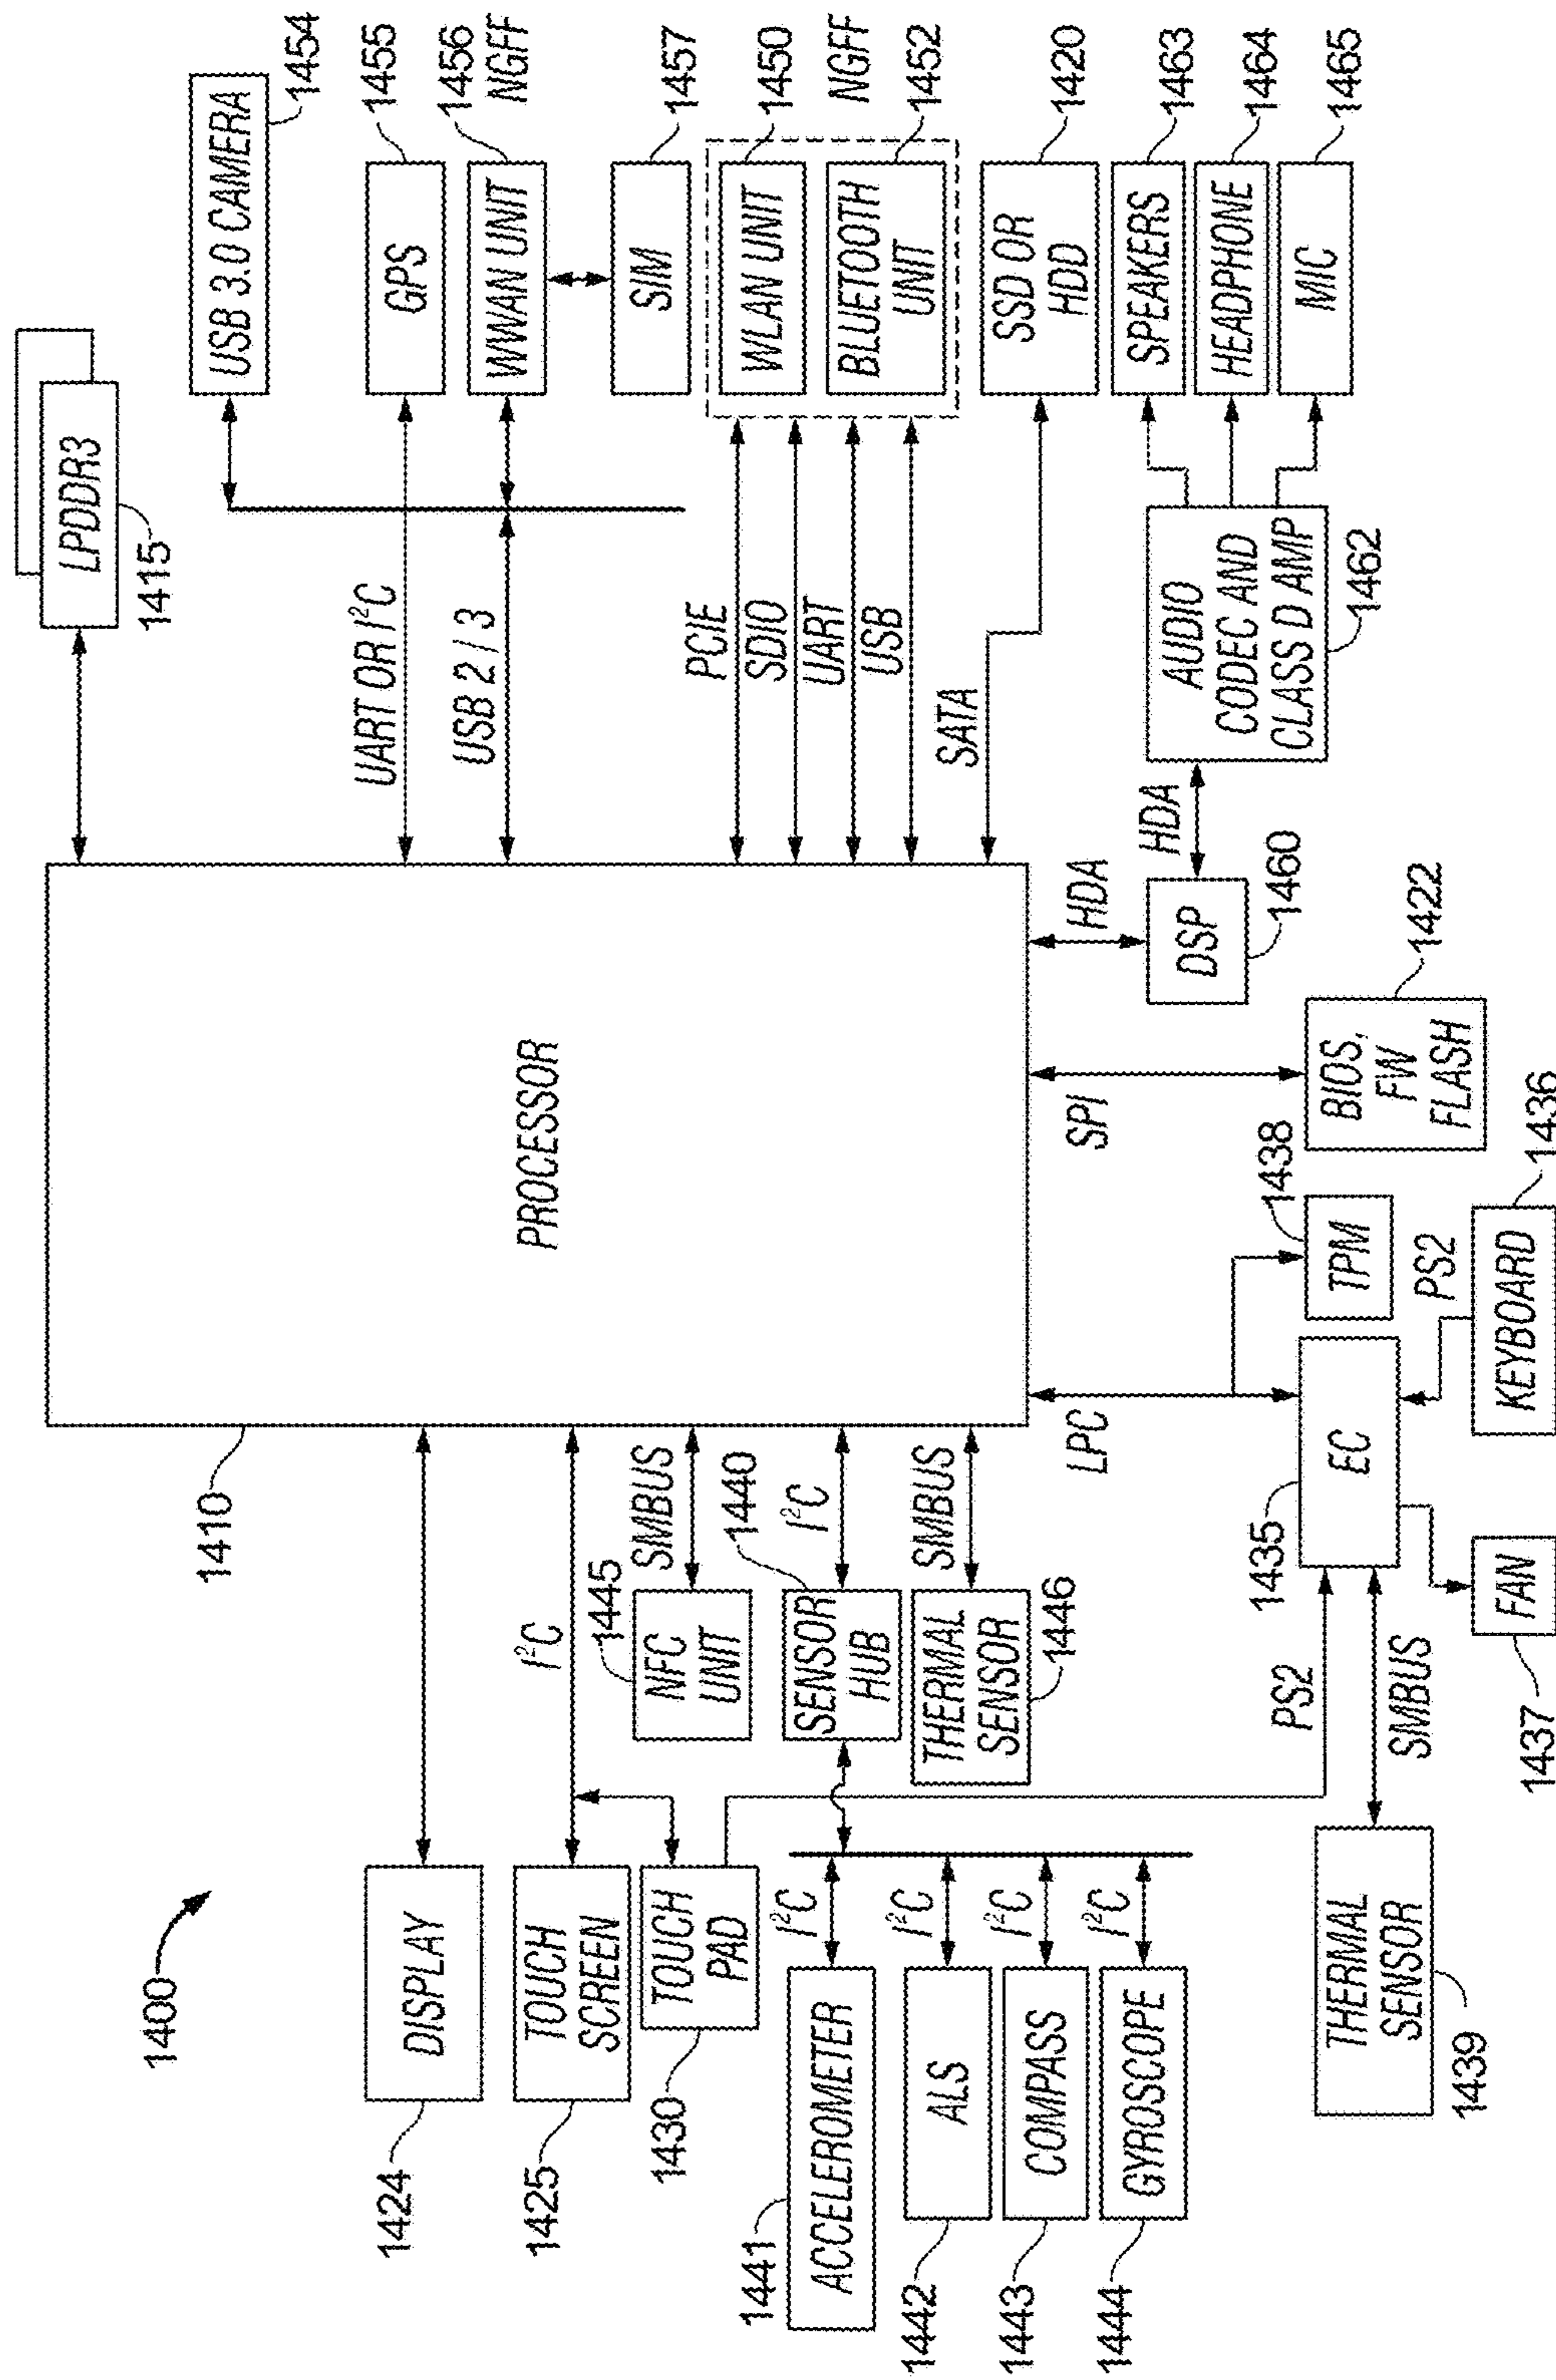 1400
LPDDR3
1415
DISPLAY
1424
TOUCH
SCREEN
1425
TOUCH
PAD
1430
I²C
ACCELEROMETER
1441
I²C
ALS
1442
I²C
COMPASS
1443
I²C
GYROSCOPE
1444
I²C
NFC
UNIT
1445
SMBUS
SENSOR
HUB
1440
I²C
THERMAL
SENSOR
1446
SMBUS
PROCESSOR
1410
USB 3.0 CAMERA
1454
GPS
1455
UART OR I²C
WWAN UNIT
1456
NGFF
USB 2 / 3
SIM
1457
WLAN UNIT
1450
NGFF
BLUETOOTH
UNIT
1452
PCIE
SDIO
UART
USB
SSD OR
HDD
1420
SATA
SPEAKERS
1463
HEADPHONE
1464
MIC
1465
AUDIO
CODEC AND
CLASS D AMP
1462
HDA
DSP
1460
HDA
SPI
BIOS,
FW
FLASH
1422
LPC
TPM
1438
EC
1435
PS2
KEYBOARD
1436
FAN
1437
PS2
SMBUS
THERMAL
SENSOR
1439